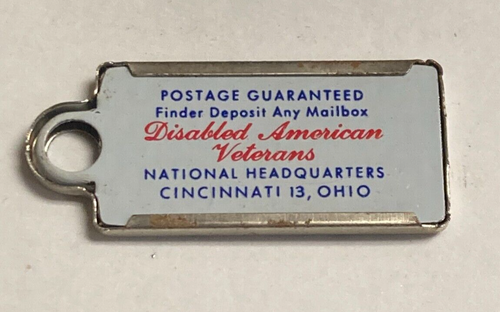 POSTAGE GUARANTEED
Finder Deposit Any Mailbox
Disabled American
Veterans
NATIONAL HEADQUARTERS
CINCINNATI 13, OHIO